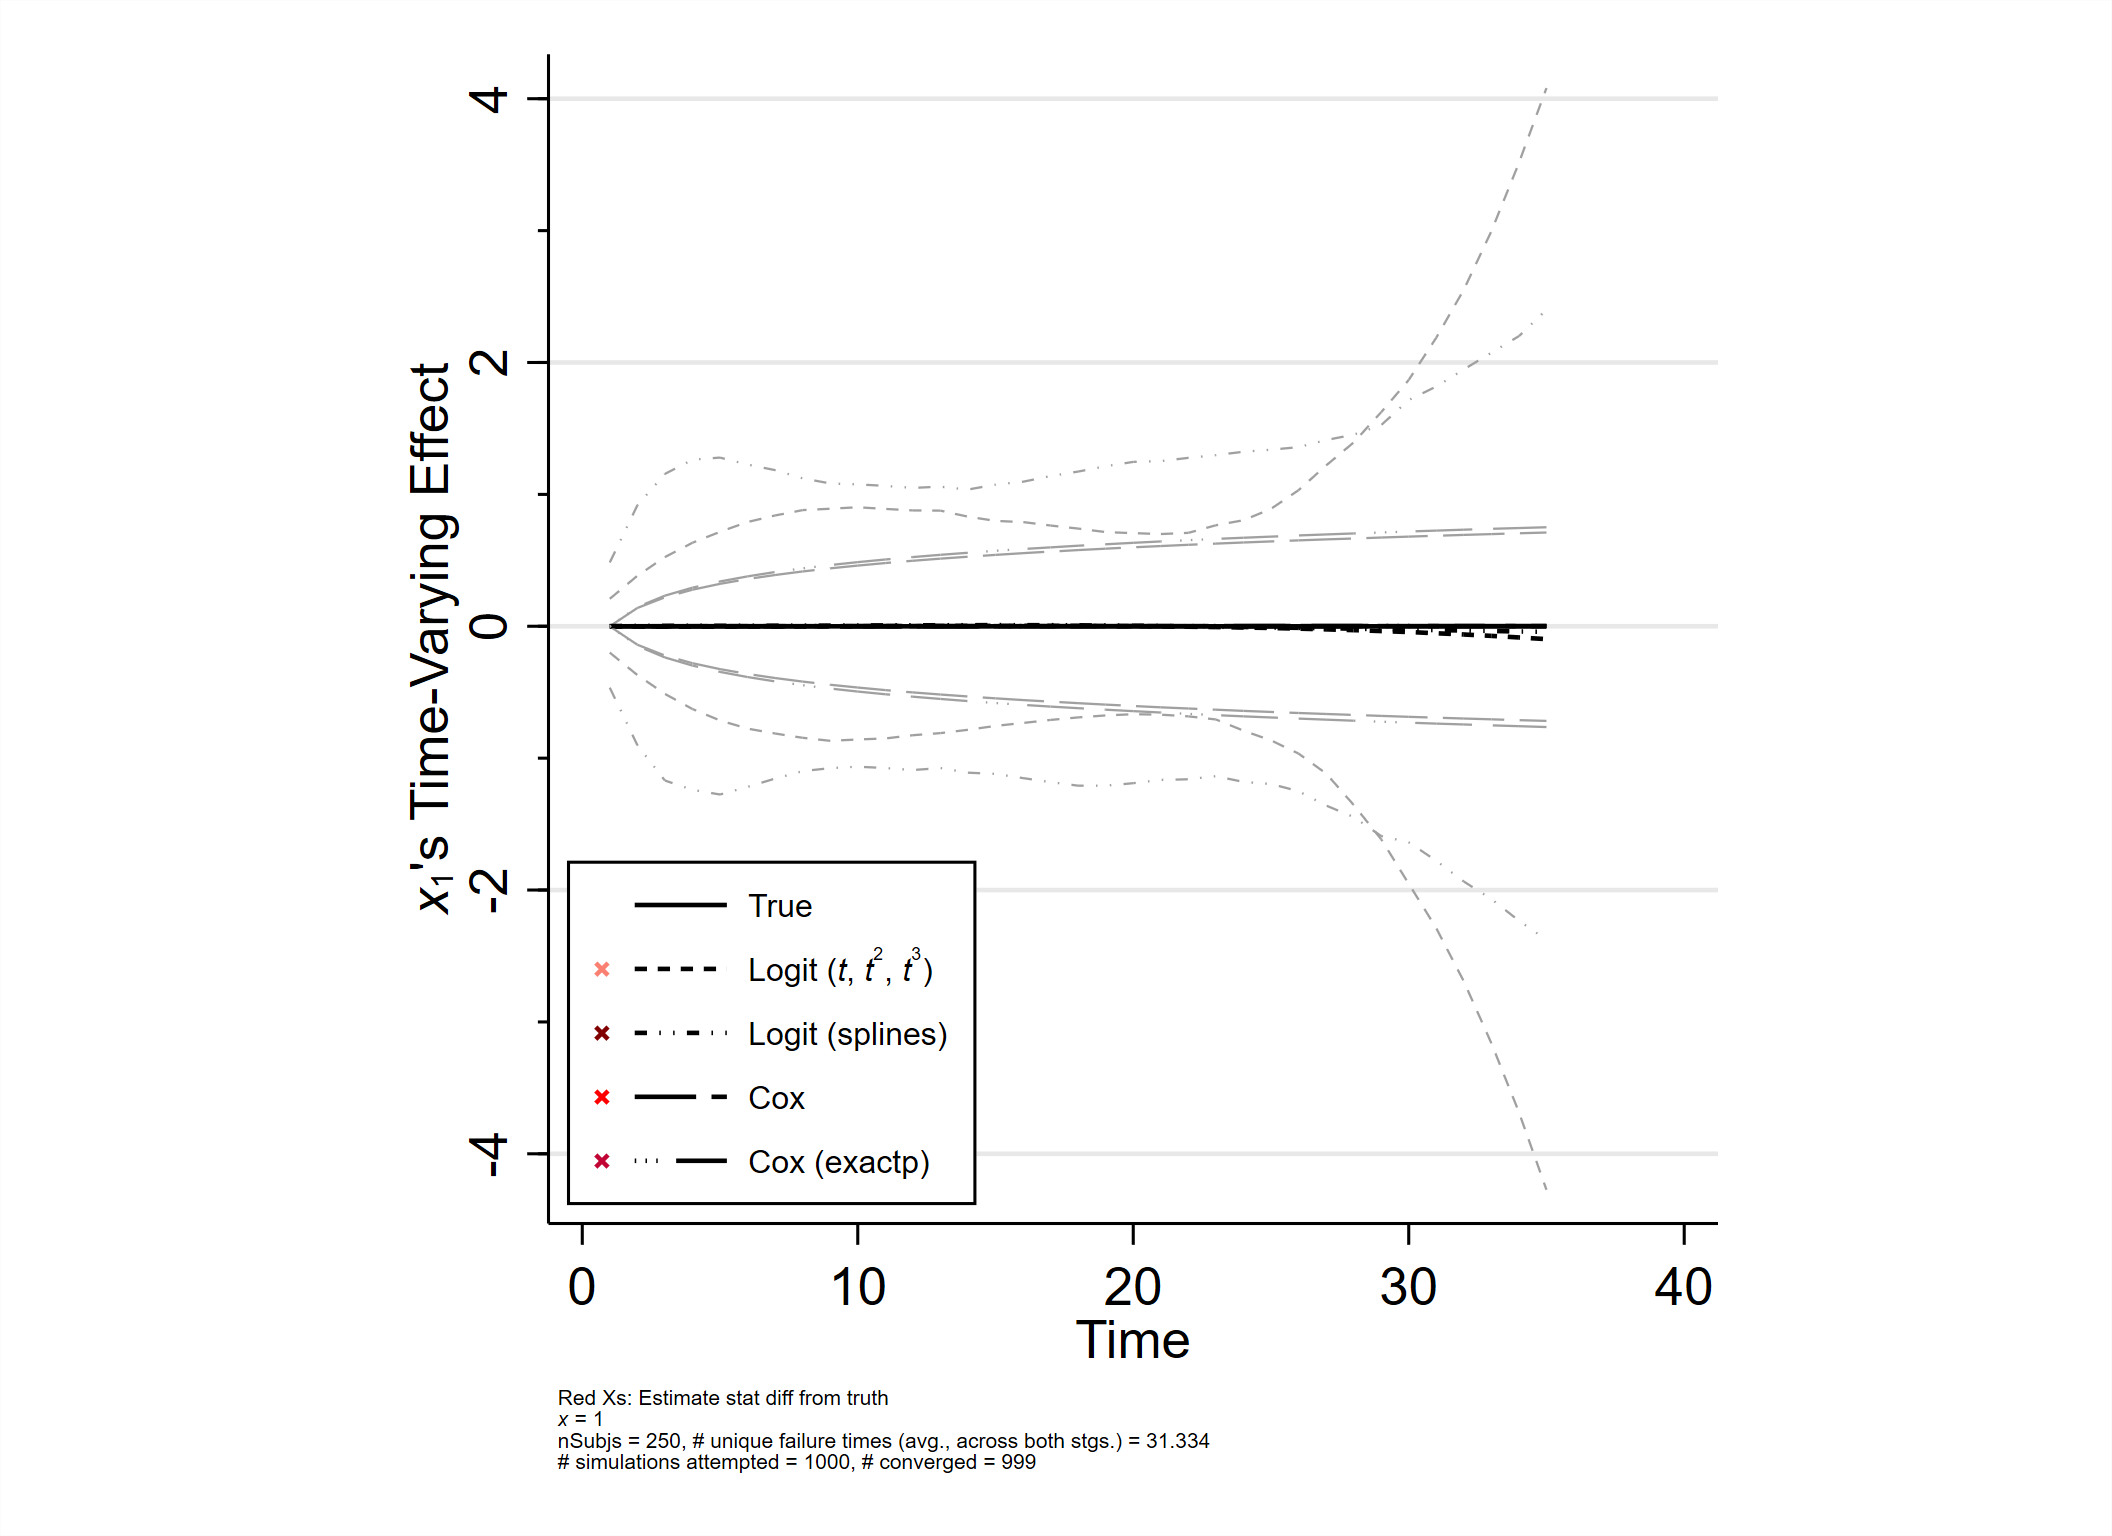 4
2
0
-2
-4
x₁'s Time-Varying Effect
True
Logit (t, t², t³)
Logit (splines)
Cox
Cox (exactp)
0 10 20 30 40
Time
Red Xs: Estimate stat diff from truth
x = 1
nSubjs = 250, # unique failure times (avg., across both stgs.) = 31.334
# simulations attempted = 1000, # converged = 999